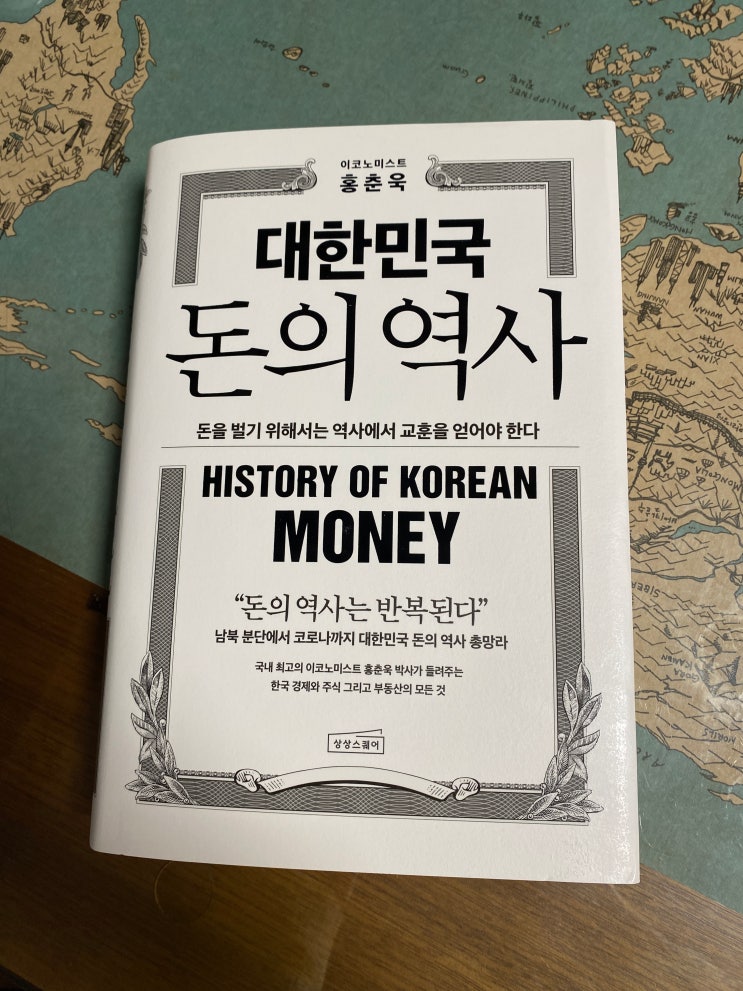 이코노미스트
홍춘욱
대한민국
돈의 역사
돈을 벌기 위해서는 역사에서 교훈을 얻어야 한다
HISTORY OF KOREAN
MONEY
“돈의 역사는 반복된다”
남북 분단에서 코로나까지 대한민국 돈의 역사 총망라
국내 최고의 이코노미스트 홍춘욱 박사가 들려주는
한국 경제와 주식 그리고 부동산의 모든 것
상상스퀘어
Guam
PHILIPPINES
WUHAN
XIAN
MONGOLIA